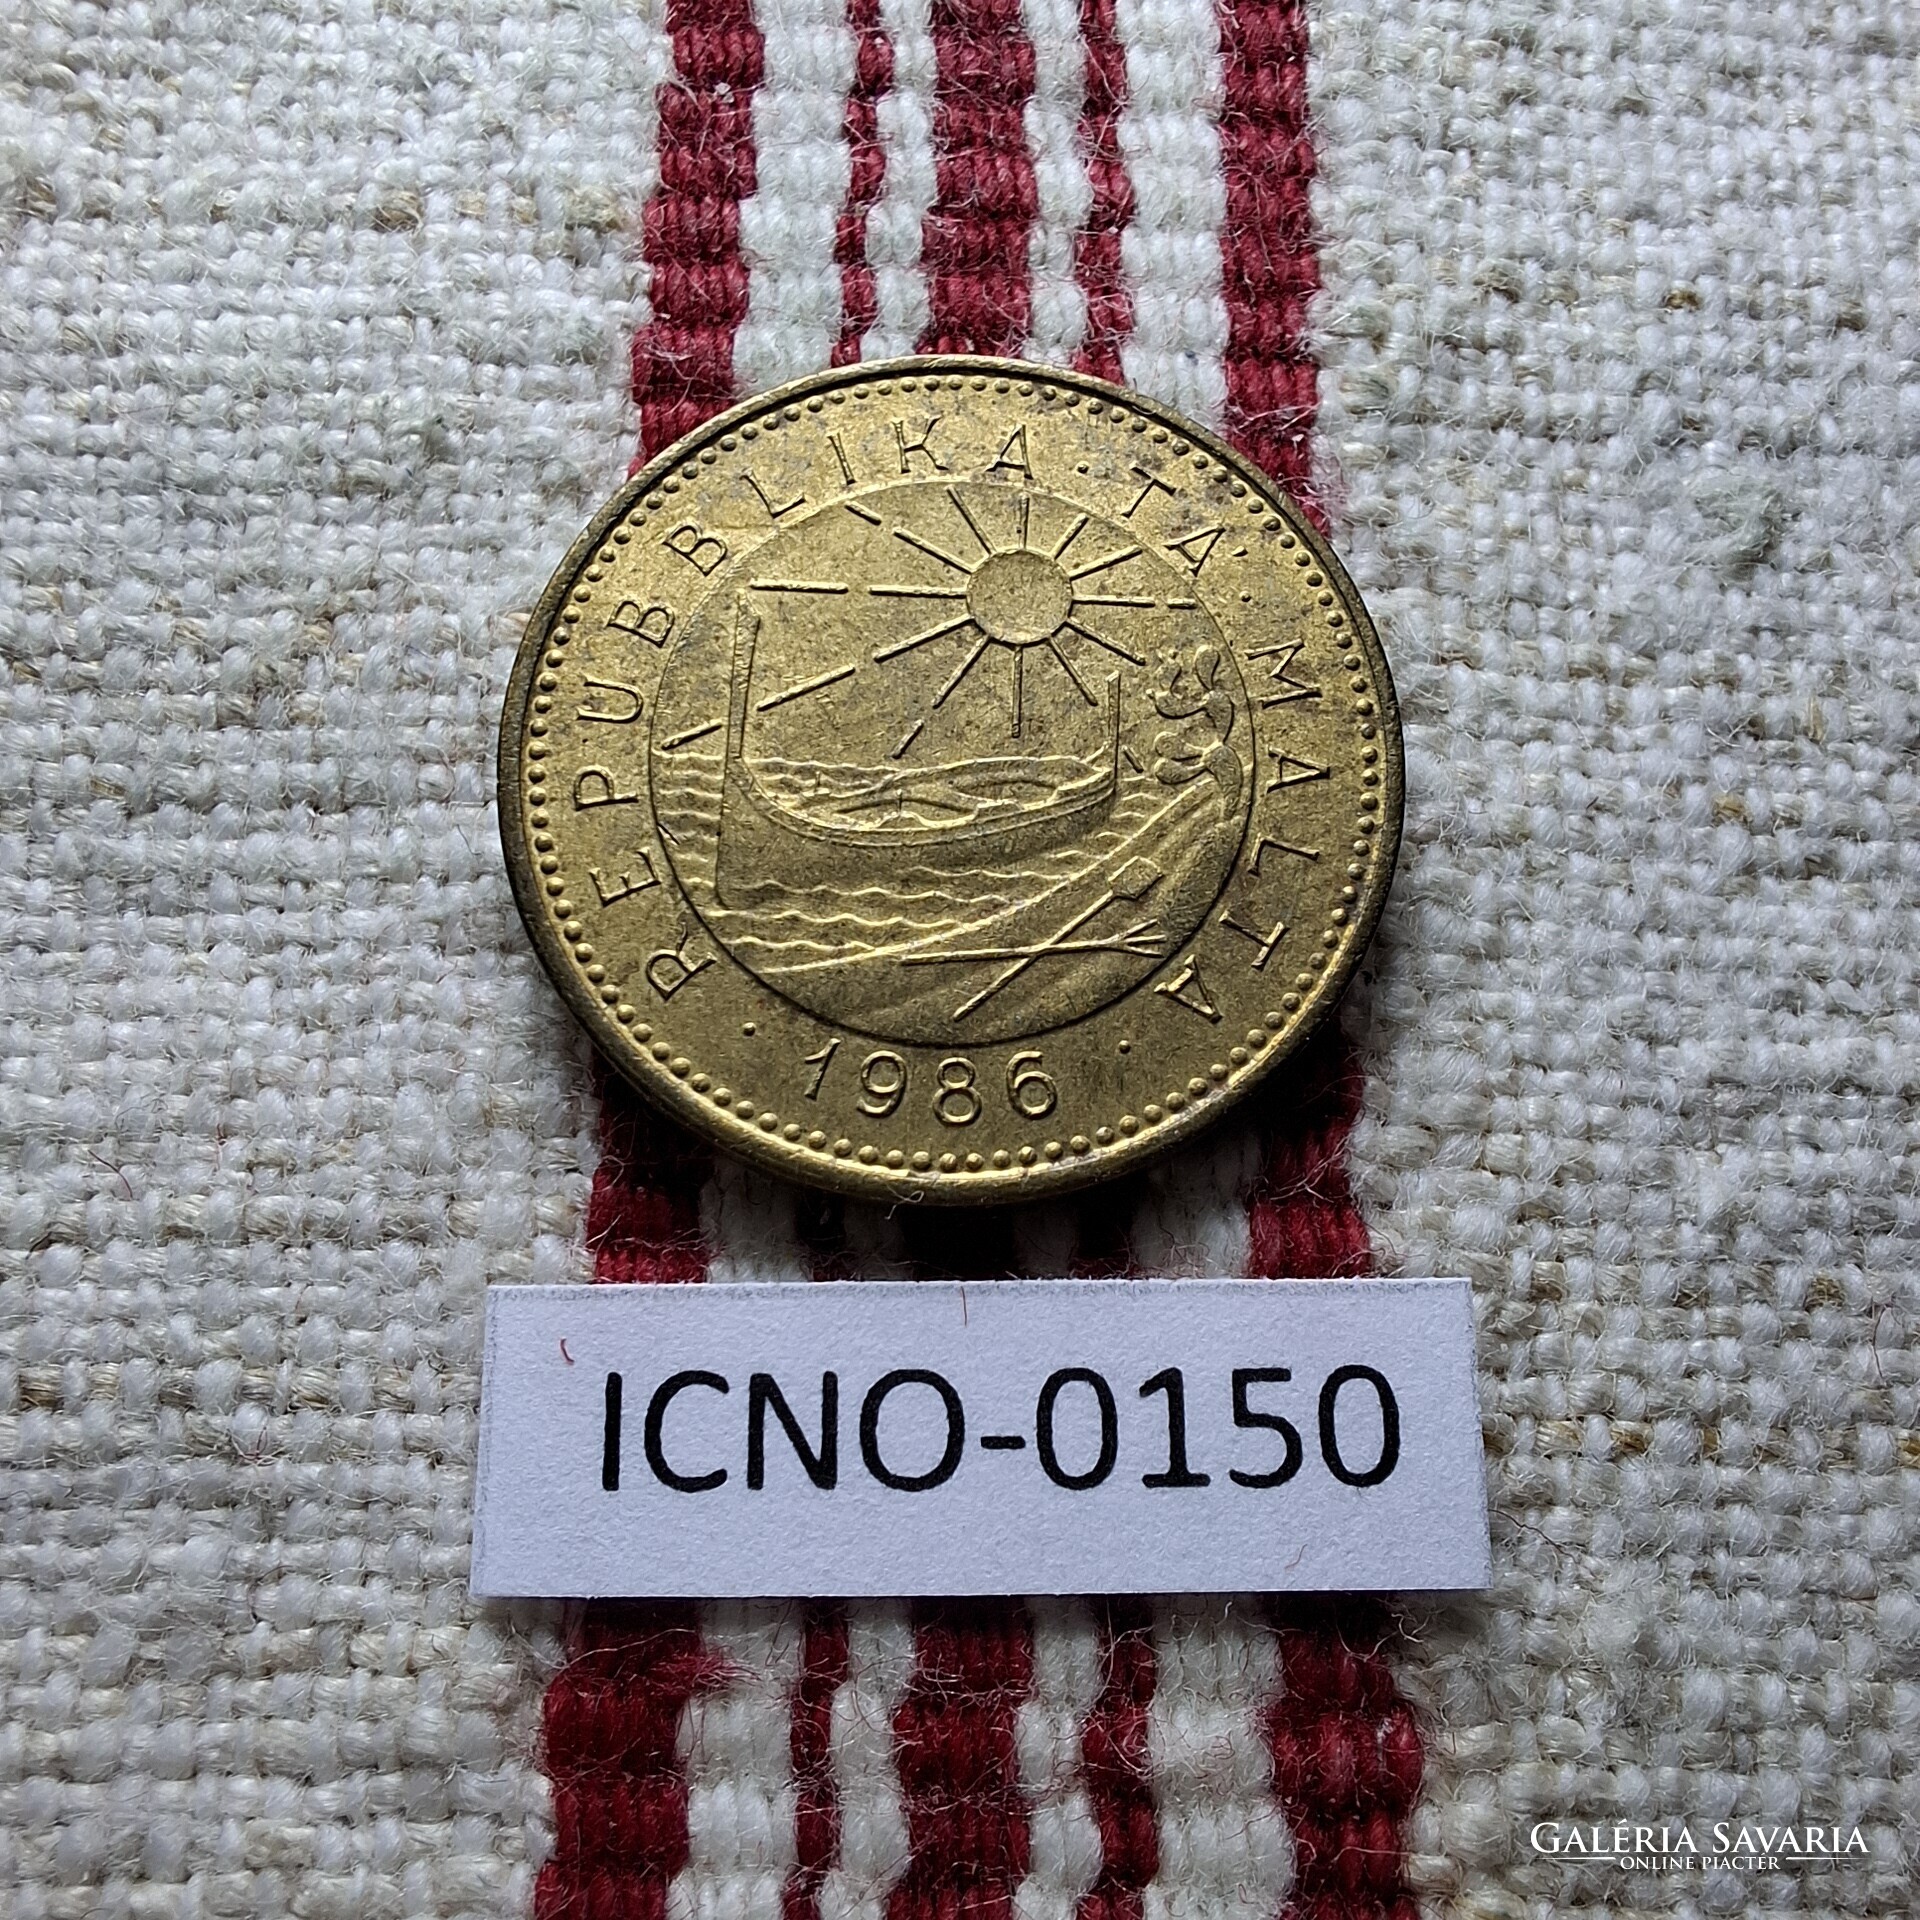 REPUBBLIKA · TA' · MALTA
· 1986 ·
ICNO-0150
GALÉRIA SAVARIA
ONLINE PIACTÉR